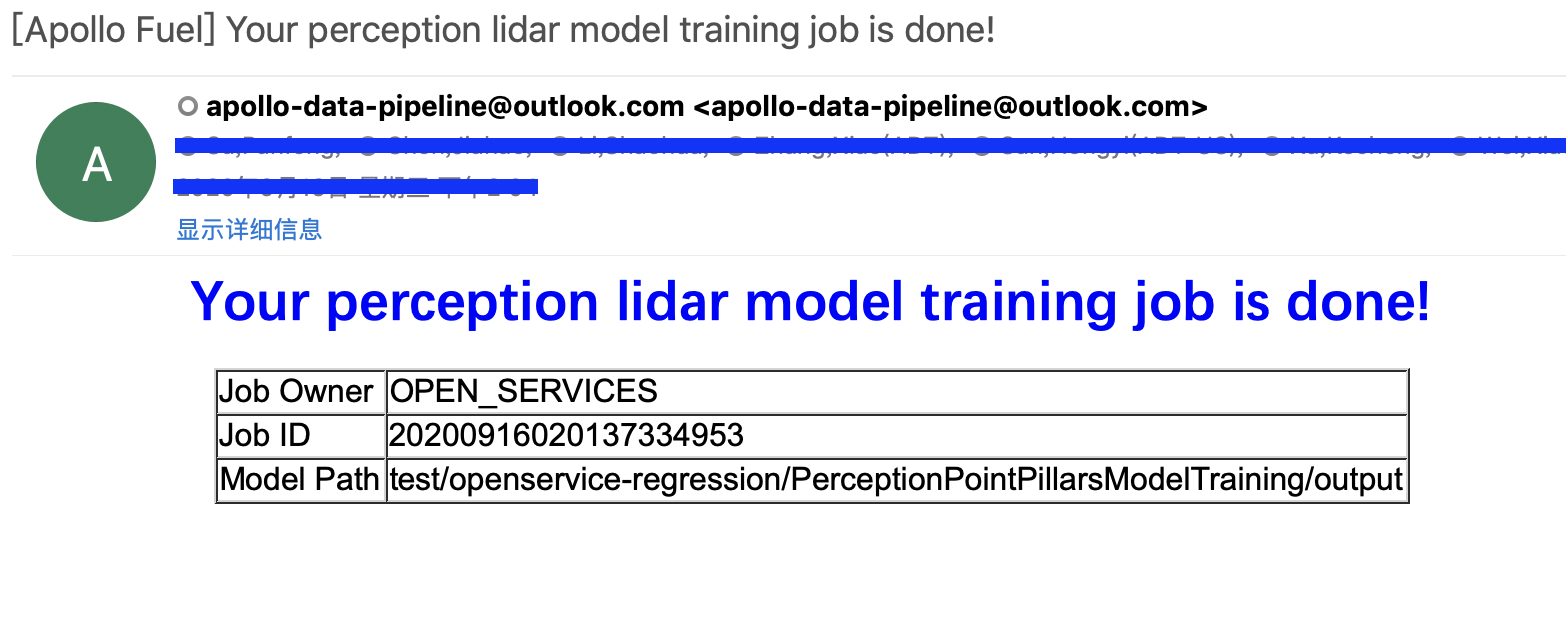 [Apollo Fuel] Your perception lidar model training job is done!
apollo-data-pipeline@outlook.com <apollo-data-pipeline@outlook.com>
A
显示详细信息
Your perception lidar model training job is done!
Job Owner OPEN_SERVICES
Job ID 20200916020137334953
Model Path test/openservice-regression/PerceptionPointPillarsModelTraining/output